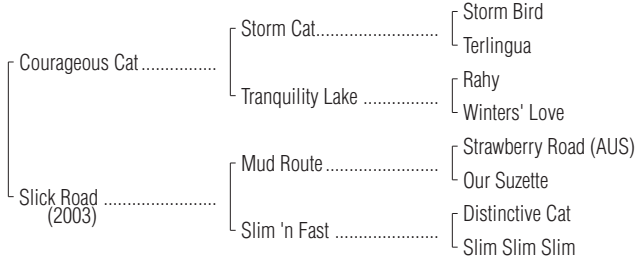 Storm Bird
Storm Cat
Terlingua
Courageous Cat
Rahy
Tranquility Lake
Winters' Love
Strawberry Road (AUS)
Mud Route
Our Suzette
Slick Road
(2003)
Distinctive Cat
Slim 'n Fast
Slim Slim Slim